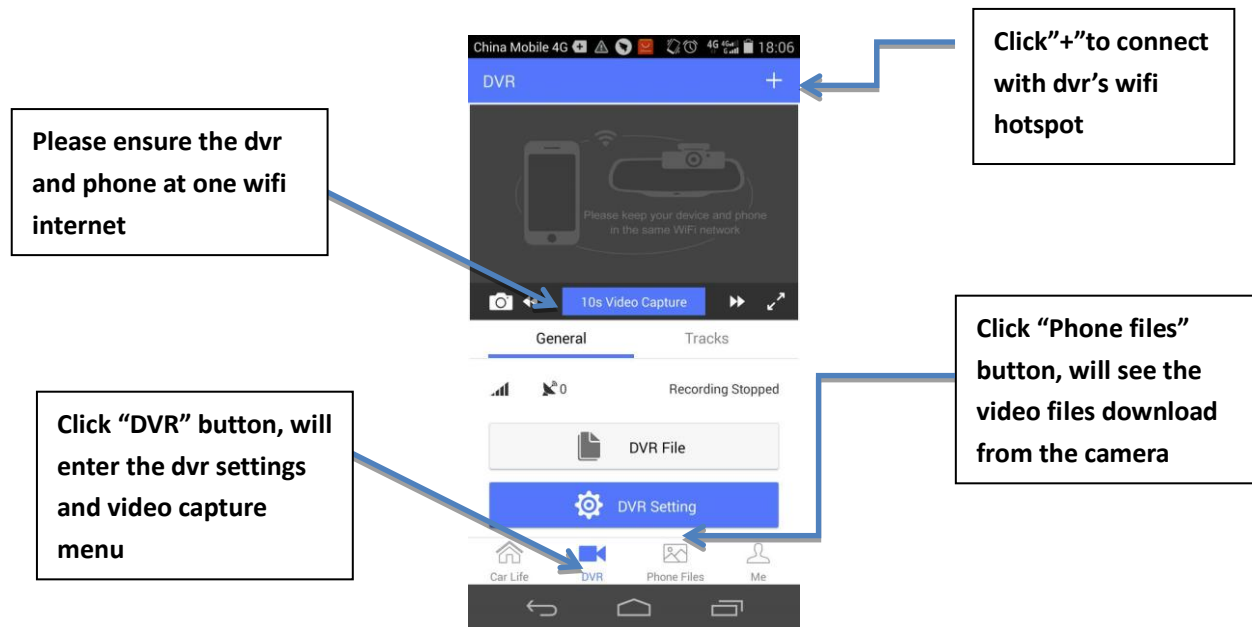 Click”+”to connect
with dvr’s wifi
hotspot
Please ensure the dvr
and phone at one wifi
internet
Click “DVR” button, will
enter the dvr settings
and video capture
menu
Click “Phone files”
button, will see the
video files download
from the camera
China Mobile 4G 4G 18:06
DVR +
Please keep your device and phone
in the same WiFi network
10s Video Capture
General Tracks
0 Recording Stopped
DVR File
DVR Setting
Car Life DVR Phone Files Me